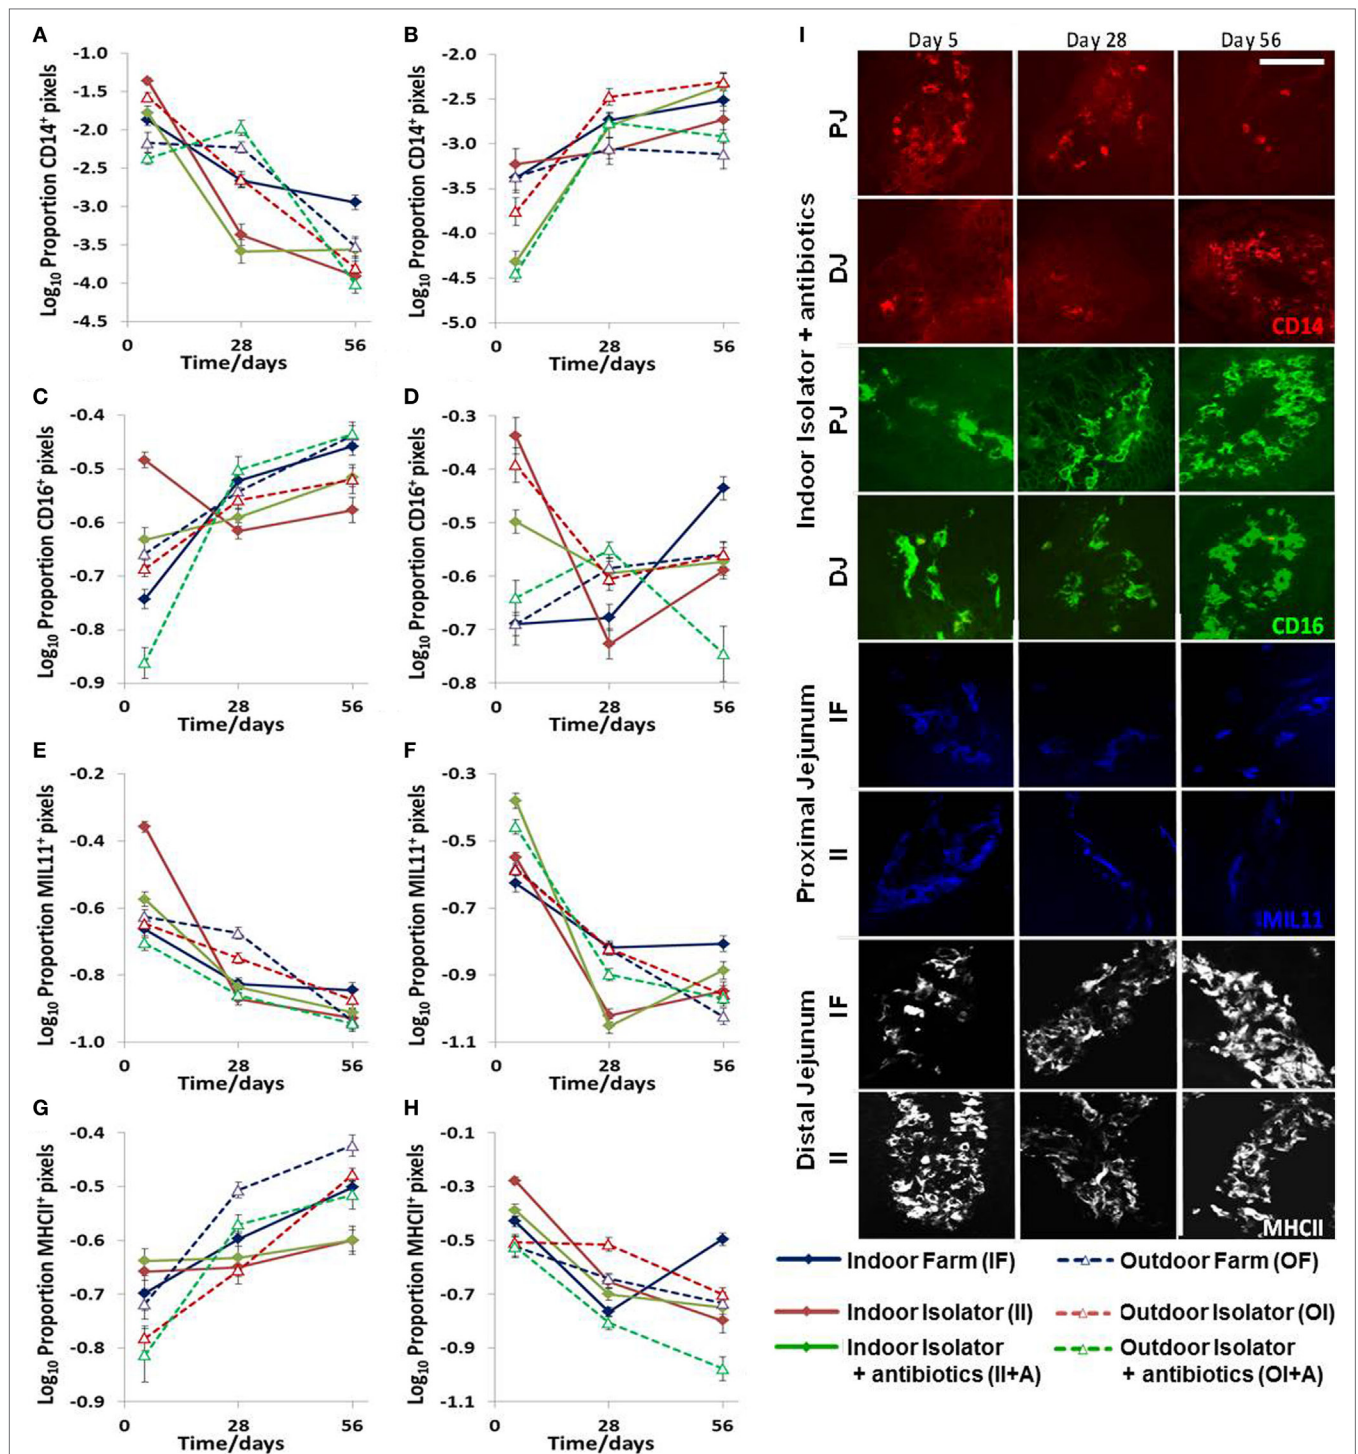 A
-1.0
-1.5
-2.0
-2.5
-3.0
-3.5
-4.0
-4.5
Log₁₀ Proportion CD14⁺ pixels
0 28 56
Time/days
B
-2.0
-2.5
-3.0
-3.5
-4.0
-4.5
-5.0
Log₁₀ Proportion CD14⁺ pixels
0 28 56
Time/days
C
-0.4
-0.5
-0.6
-0.7
-0.8
-0.9
Log₁₀ Proportion CD16⁺ pixels
0 28 56
Time/days
D
-0.3
-0.4
-0.5
-0.6
-0.7
-0.8
Log₁₀ Proportion CD16⁺ pixels
0 28 56
Time/days
E
-0.2
-0.4
-0.6
-0.8
-1.0
Log₁₀ Proportion MIL11⁺ pixels
0 28 56
Time/days
F
-0.3
-0.5
-0.7
-0.9
-1.1
Log₁₀ Proportion MIL11⁺ pixels
0 28 56
Time/days
G
-0.4
-0.5
-0.6
-0.7
-0.8
-0.9
Log₁₀ Proportion MHCII⁺ pixels
0 28 56
Time/days
H
-0.1
-0.3
-0.5
-0.7
-0.9
-1.1
Log₁₀ Proportion MHCII⁺ pixels
0 28 56
Time/days
I
Day 5 Day 28 Day 56
Indoor Isolator + antibiotics
PJ
DJ
CD14
PJ
DJ
CD16
Proximal Jejunum
IF
II
MIL11
Distal Jejunum
IF
II
MHCII
Indoor Farm (IF)
Outdoor Farm (OF)
Indoor Isolator (II)
Outdoor Isolator (OI)
Indoor Isolator
+ antibiotics (II+A)
Outdoor Isolator
+ antibiotics (OI+A)